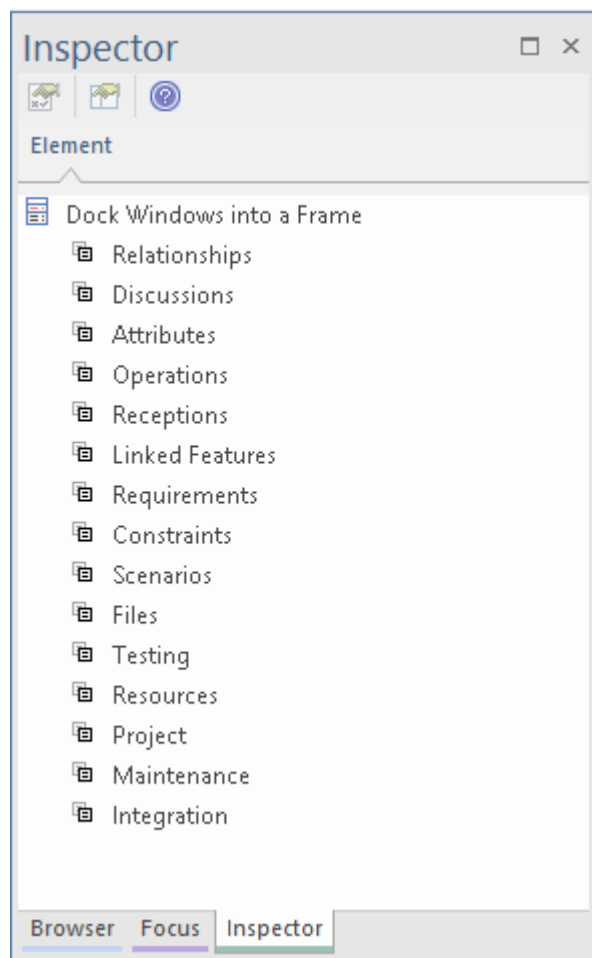 Inspector
Element
Dock Windows into a Frame
Relationships
Discussions
Attributes
Operations
Receptions
Linked Features
Requirements
Constraints
Scenarios
Files
Testing
Resources
Project
Maintenance
Integration
Browser Focus Inspector